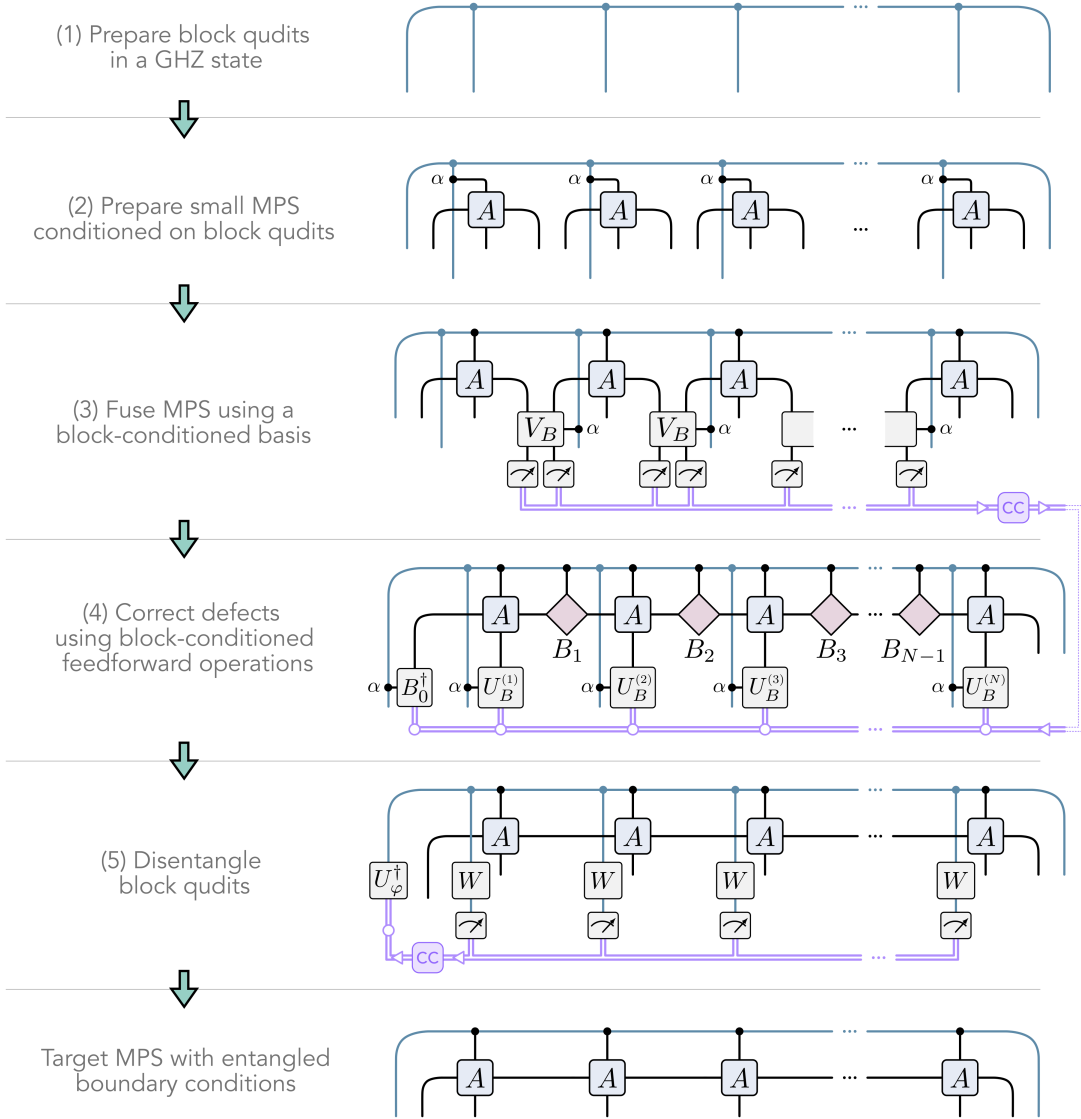 (1) Prepare block qudits
in a GHZ state
...
(2) Prepare small MPS
conditioned on block qudits
α α α ... α
A A A A
...
(3) Fuse MPS using a
block-conditioned basis
...
A A A A
V_B α V_B α ... α
... CC
(4) Correct defects
using block-conditioned
feedforward operations
...
A A A ... A
B_1 B_2 B_3 B_{N-1}
α B_0^† α U_B^{(1)} α U_B^{(2)} α U_B^{(3)} α U_B^{(N)}
...
(5) Disentangle
block qudits
...
A A A ... A
U_φ^† W W W W
CC ...
Target MPS with entangled
boundary conditions
...
A A A ... A